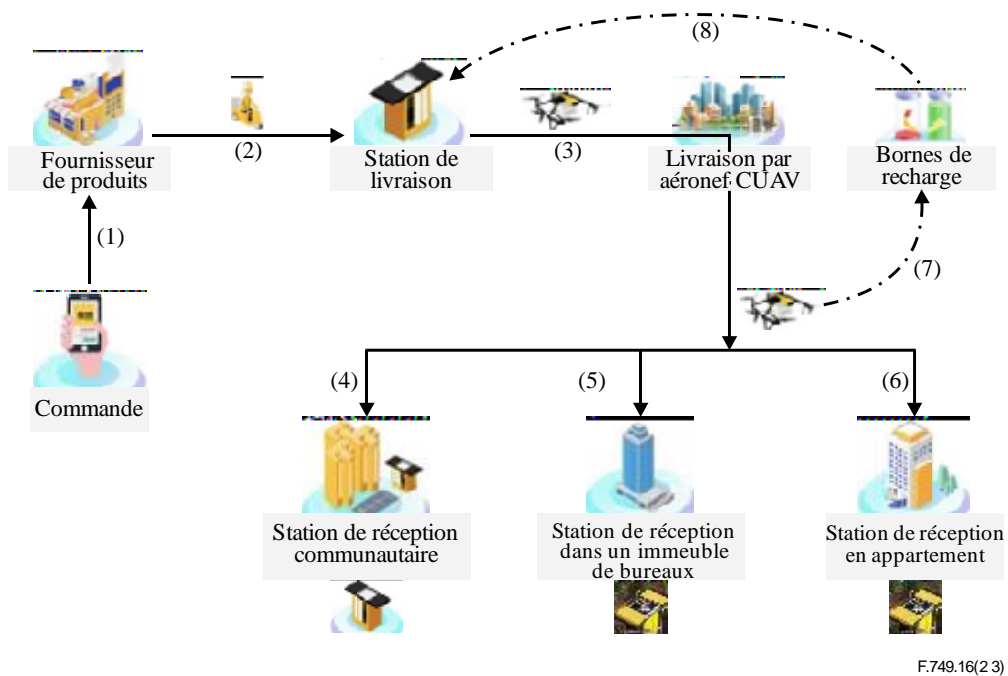 (8)
(2)
(3)
Fournisseur
de produits
Station de
livraison
Livraison par
aéronef CUAV
Bornes de
recharge
(1)
(7)
Commande
(4)
(5)
(6)
Station de réception
communautaire
Station de réception
dans un immeuble
de bureaux
Station de réception
en appartement
F.749.16(23)